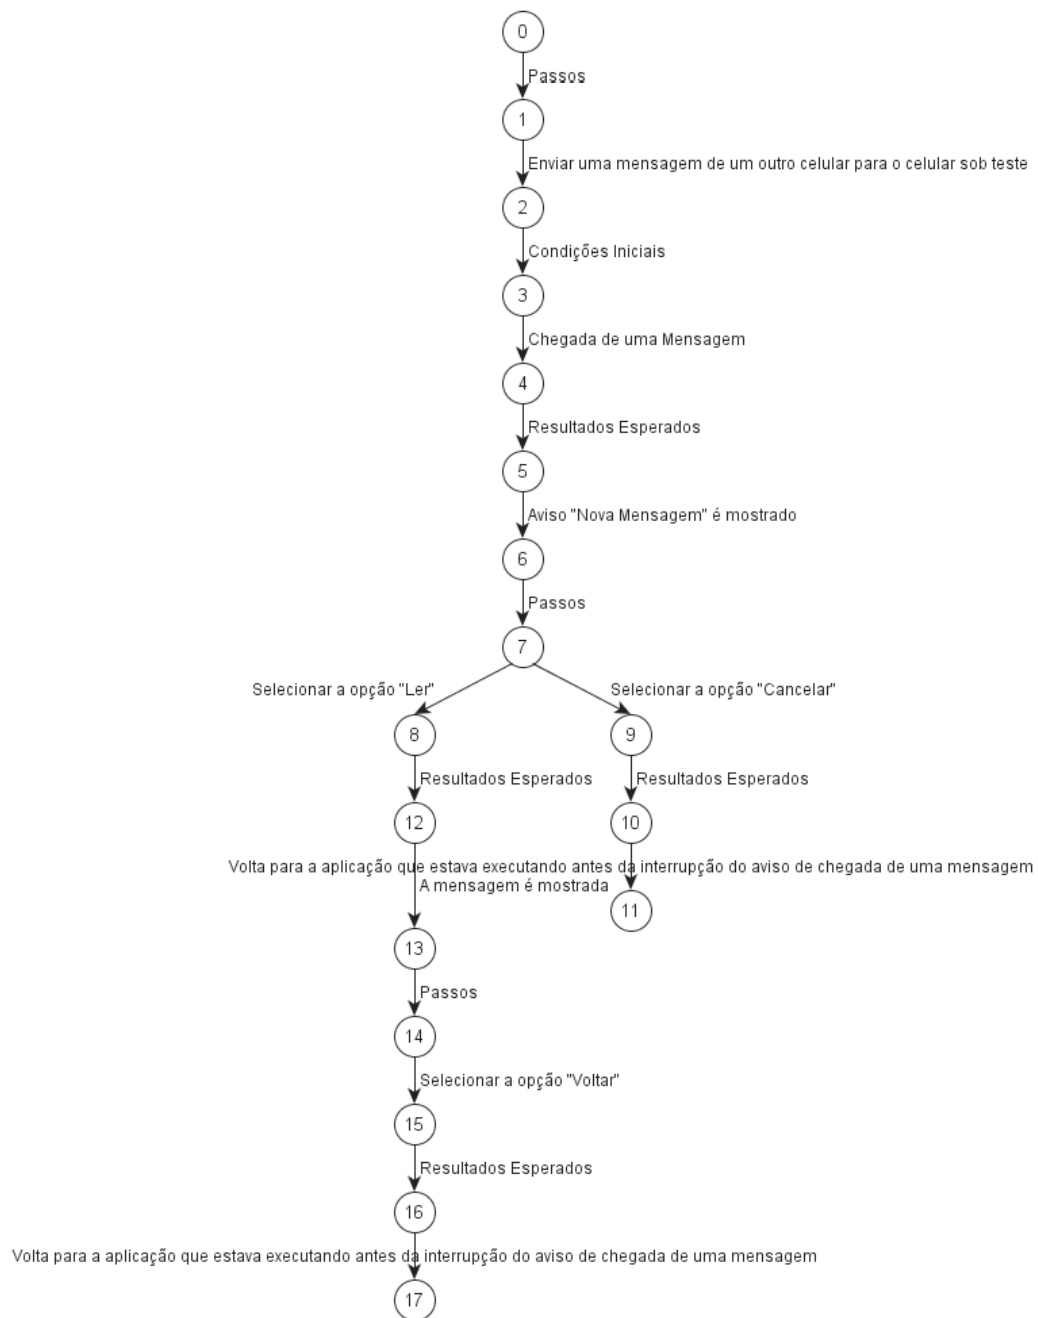 0
Passos
1
Enviar uma mensagem de um outro celular para o celular sob teste
2
Condições Iniciais
3
Chegada de uma Mensagem
4
Resultados Esperados
5
Aviso "Nova Mensagem" é mostrado
6
Passos
7
Selecionar a opção "Ler"
Selecionar a opção "Cancelar"
8
9
Resultados Esperados
Resultados Esperados
12
10
Volta para a aplicação que estava executando antes da interrupção do aviso de chegada de uma mensagem
A mensagem é mostrada
11
13
Passos
14
Selecionar a opção "Voltar"
15
Resultados Esperados
16
Volta para a aplicação que estava executando antes da interrupção do aviso de chegada de uma mensagem
17